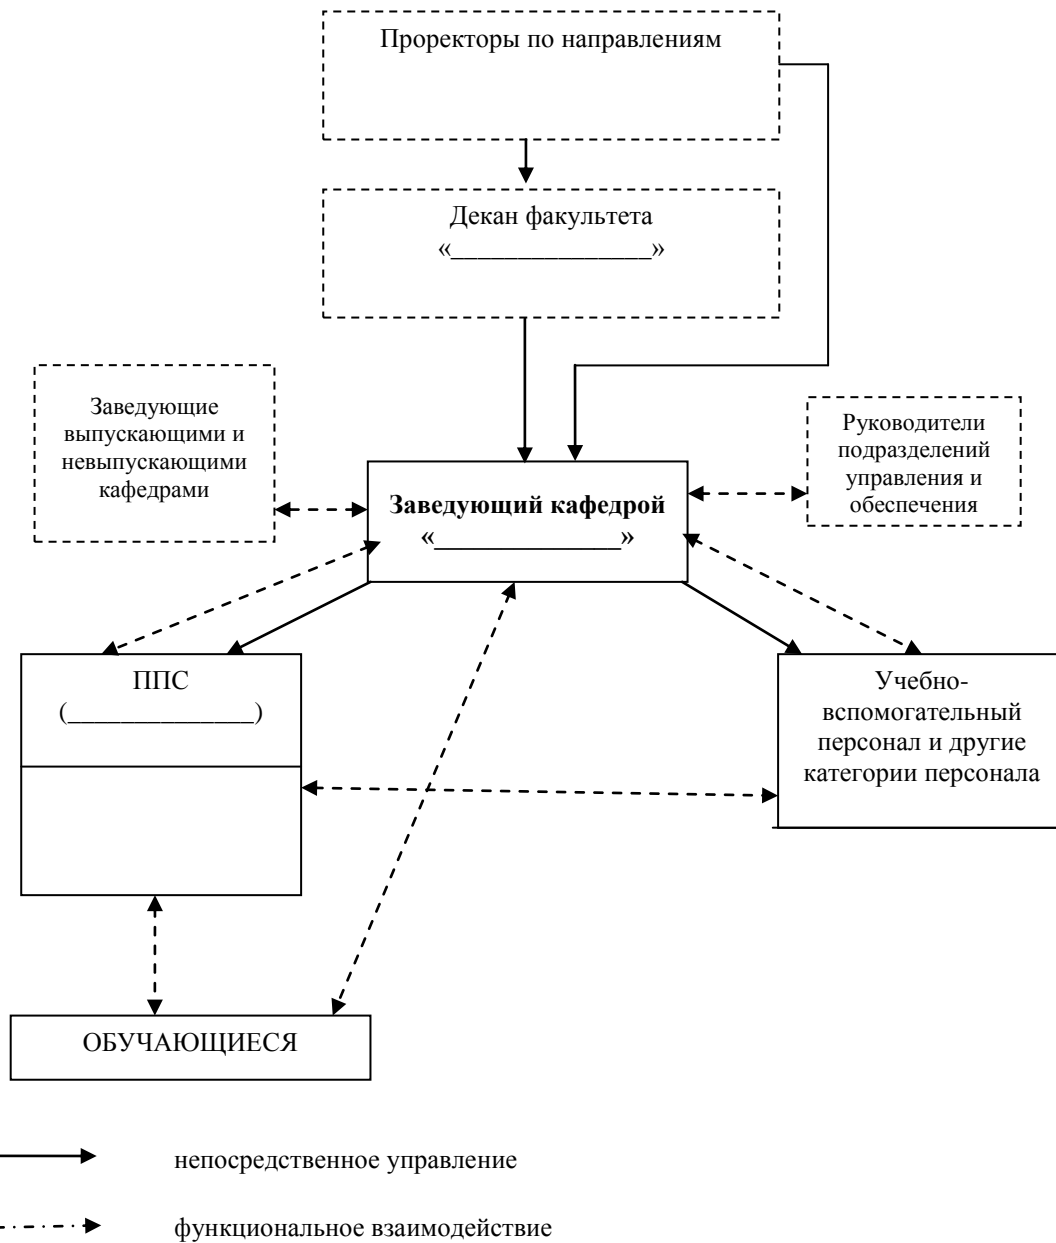 Проректоры по направлениям
Декан факультета
«_______________»
Заведующие
выпускающими и
невыпускающими
кафедрами
Руководители
подразделений
управления и
обеспечения
Заведующий кафедрой
«______________»
ППС
(______________)
Учебно-
вспомогательный
персонал и другие
категории персонала
ОБУЧАЮЩИЕСЯ
непосредственное управление
функциональное взаимодействие